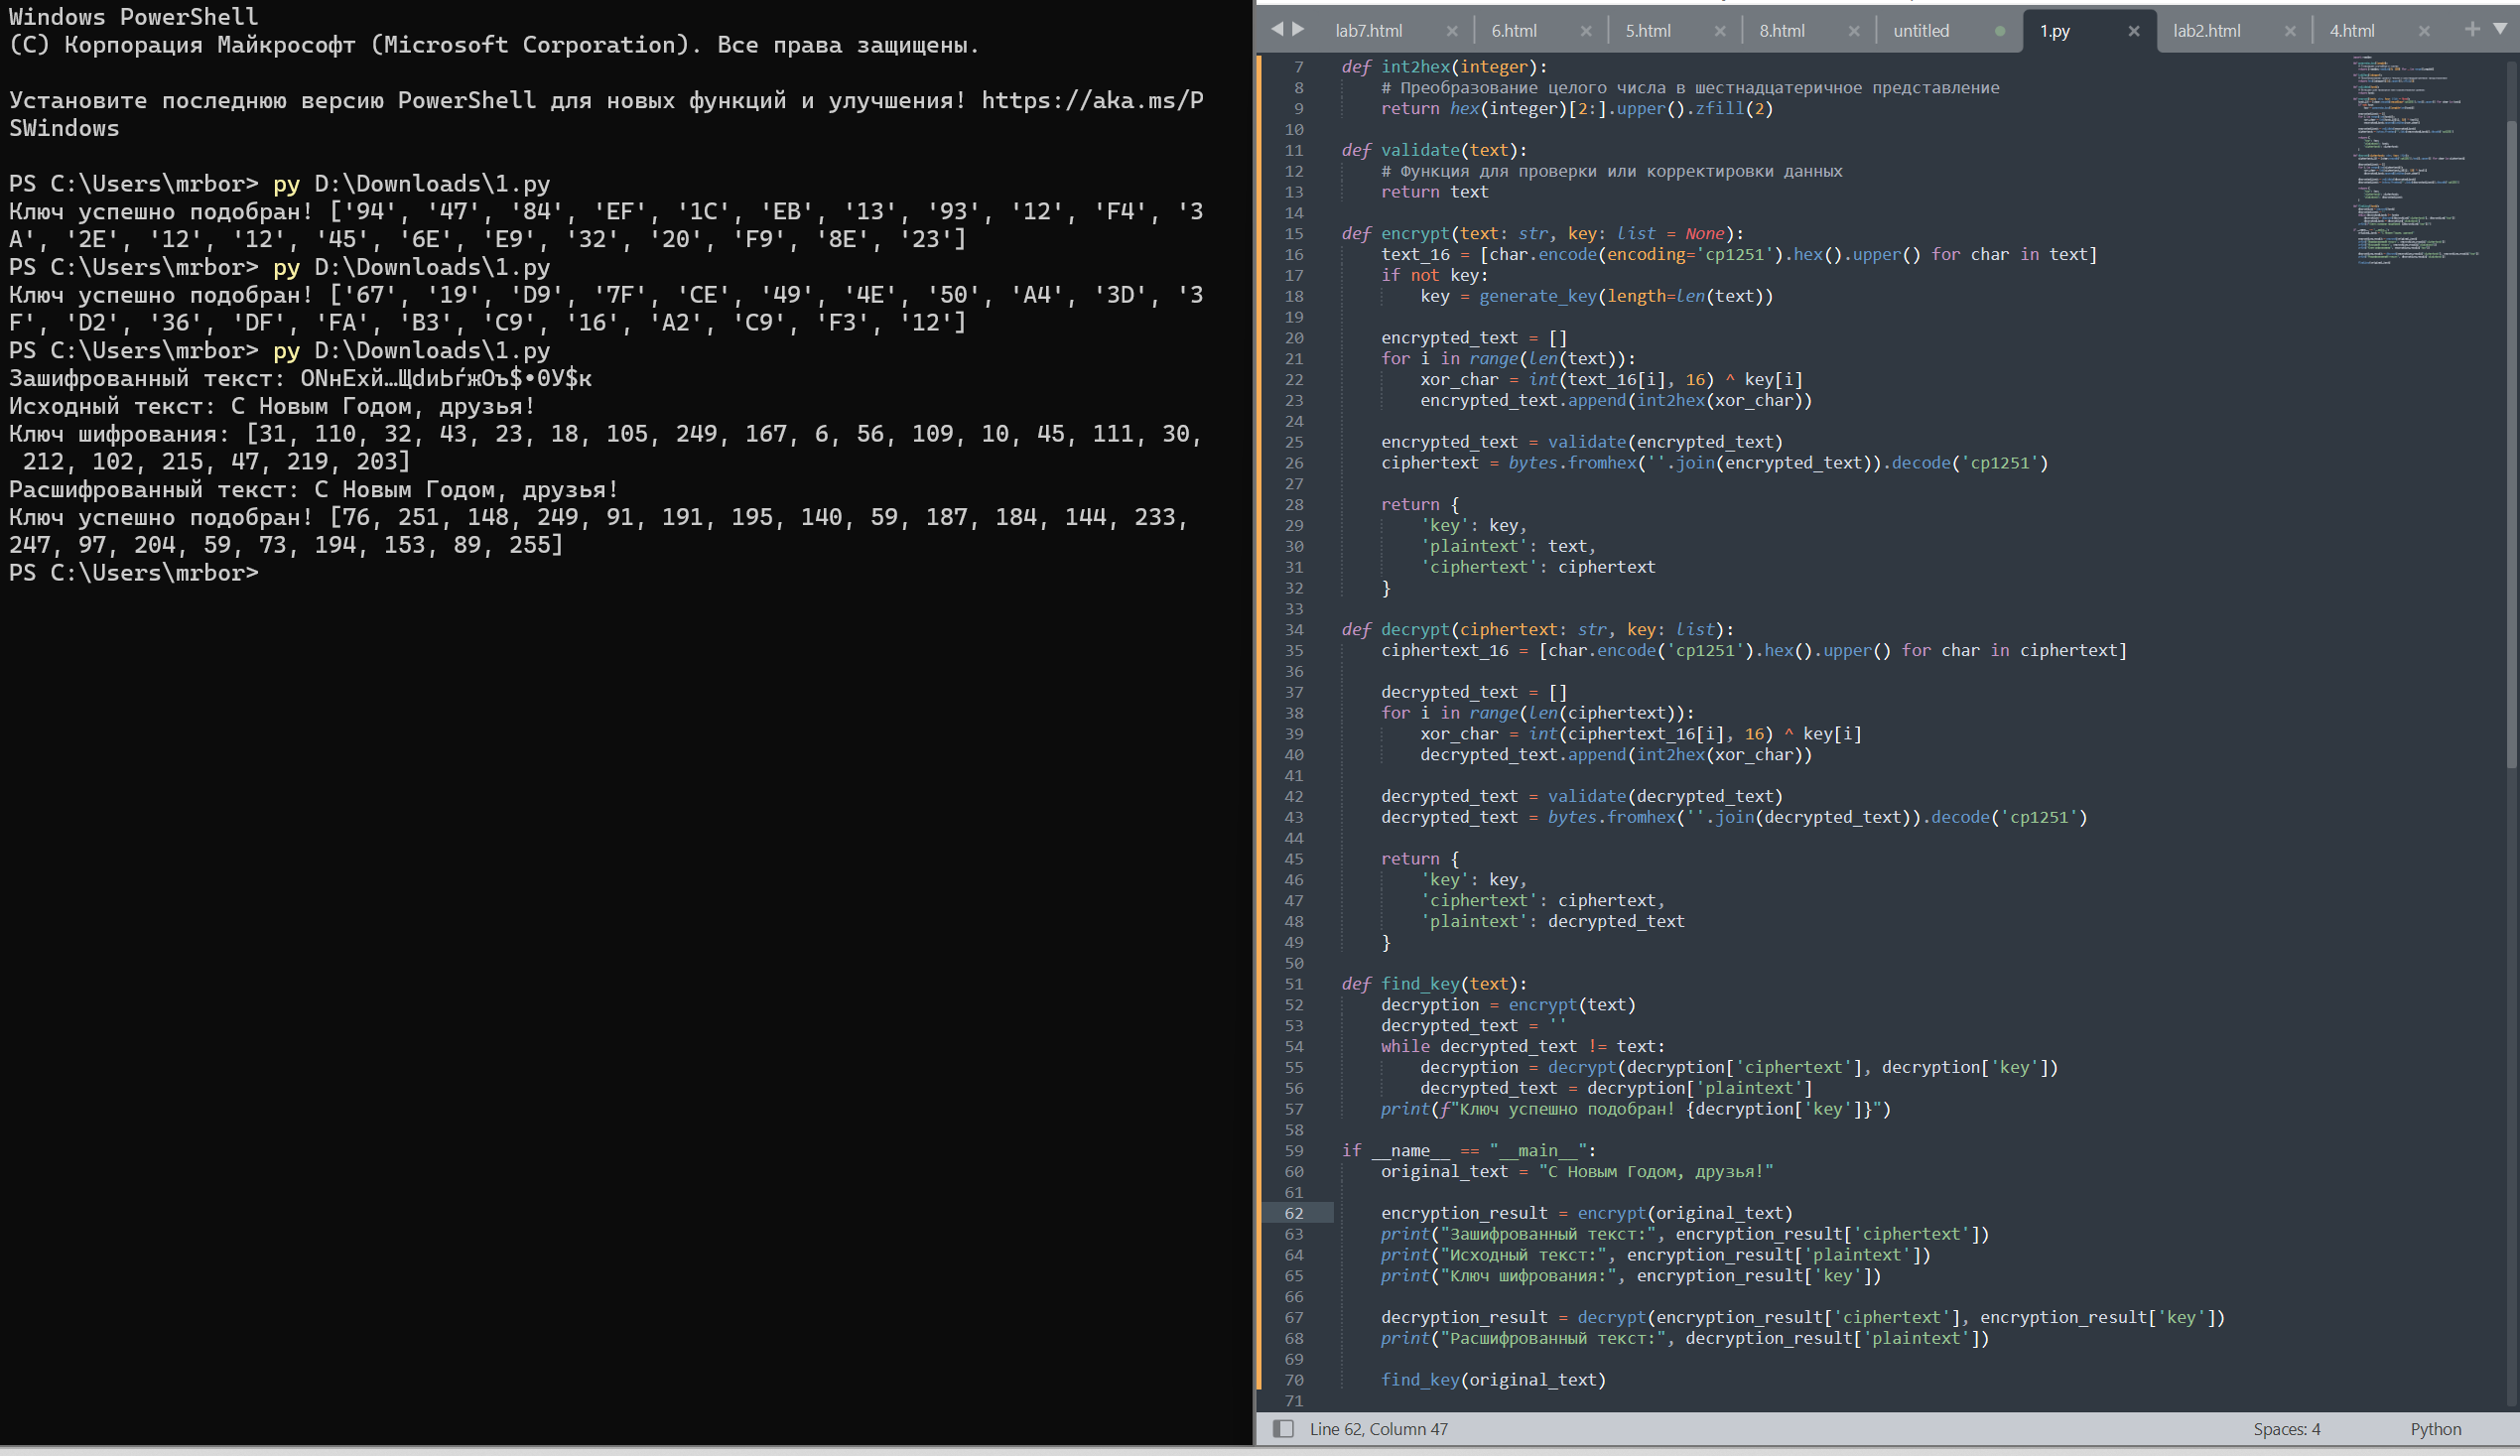 Windows PowerShell
(C) Корпорация Майкрософт (Microsoft Corporation). Все права защищены.
Установите последнюю версию PowerShell для новых функций и улучшения! https://aka.ms/P
SWindows
PS C:\Users\mrbor> py D:\Downloads\1.py
Ключ успешно подобран! ['94', '47', '84', 'EF', '1C', 'EB', '13', '93', '12', 'F4', '3
A', '2E', '12', '12', '45', '6E', 'E9', '32', '20', 'F9', '8E', '23']
PS C:\Users\mrbor> py D:\Downloads\1.py
Ключ успешно подобран! ['67', '19', 'D9', '7F', 'CE', '49', '4E', '50', 'A4', '3D', '3
F', 'D2', '36', 'DF', 'FA', 'B3', 'C9', '16', 'A2', 'C9', 'F3', '12']
PS C:\Users\mrbor> py D:\Downloads\1.py
Зашифрованный текст: ОNнЕхй…ЩdиЬѓжОъ$•0У$к
Исходный текст: С Новым Годом, друзья!
Ключ шифрования: [31, 110, 32, 43, 23, 18, 105, 249, 167, 6, 56, 109, 10, 45, 111, 30,
212, 102, 215, 47, 219, 203]
Расшифрованный текст: С Новым Годом, друзья!
Ключ успешно подобран! [76, 251, 148, 249, 91, 191, 195, 140, 59, 187, 184, 144, 233,
247, 97, 204, 59, 73, 194, 153, 89, 255]
PS C:\Users\mrbor>
lab7.html 6.html 5.html 8.html untitled 1.py lab2.html 4.html
7 def int2hex(integer):
8 # Преобразование целого числа в шестнадцатеричное представление
9 return hex(integer)[2:].upper().zfill(2)
10
11 def validate(text):
12 # Функция для проверки или корректировки данных
13 return text
14
15 def encrypt(text: str, key: list = None):
16 text_16 = [char.encode(encoding='cp1251').hex().upper() for char in text]
17 if not key:
18 key = generate_key(length=len(text))
19
20 encrypted_text = []
21 for i in range(len(text)):
22 xor_char = int(text_16[i], 16) ^ key[i]
23 encrypted_text.append(int2hex(xor_char))
24
25 encrypted_text = validate(encrypted_text)
26 ciphertext = bytes.fromhex(''.join(encrypted_text)).decode('cp1251')
27
28 return {
29 'key': key,
30 'plaintext': text,
31 'ciphertext': ciphertext
32 }
33
34 def decrypt(ciphertext: str, key: list):
35 ciphertext_16 = [char.encode('cp1251').hex().upper() for char in ciphertext]
36
37 decrypted_text = []
38 for i in range(len(ciphertext)):
39 xor_char = int(ciphertext_16[i], 16) ^ key[i]
40 decrypted_text.append(int2hex(xor_char))
41
42 decrypted_text = validate(decrypted_text)
43 decrypted_text = bytes.fromhex(''.join(decrypted_text)).decode('cp1251')
44
45 return {
46 'key': key,
47 'ciphertext': ciphertext,
48 'plaintext': decrypted_text
49 }
50
51 def find_key(text):
52 decryption = encrypt(text)
53 decrypted_text = ''
54 while decrypted_text != text:
55 decryption = decrypt(decryption['ciphertext'], decryption['key'])
56 decrypted_text = decryption['plaintext']
57 print(f"Ключ успешно подобран! {decryption['key']}")
58
59 if __name__ == "__main__":
60 original_text = "С Новым Годом, друзья!"
61
62 encryption_result = encrypt(original_text)
63 print("Зашифрованный текст:", encryption_result['ciphertext'])
64 print("Исходный текст:", encryption_result['plaintext'])
65 print("Ключ шифрования:", encryption_result['key'])
66
67 decryption_result = decrypt(encryption_result['ciphertext'], encryption_result['key'])
68 print("Расшифрованный текст:", decryption_result['plaintext'])
69
70 find_key(original_text)
71
Line 62, Column 47 Spaces: 4 Python